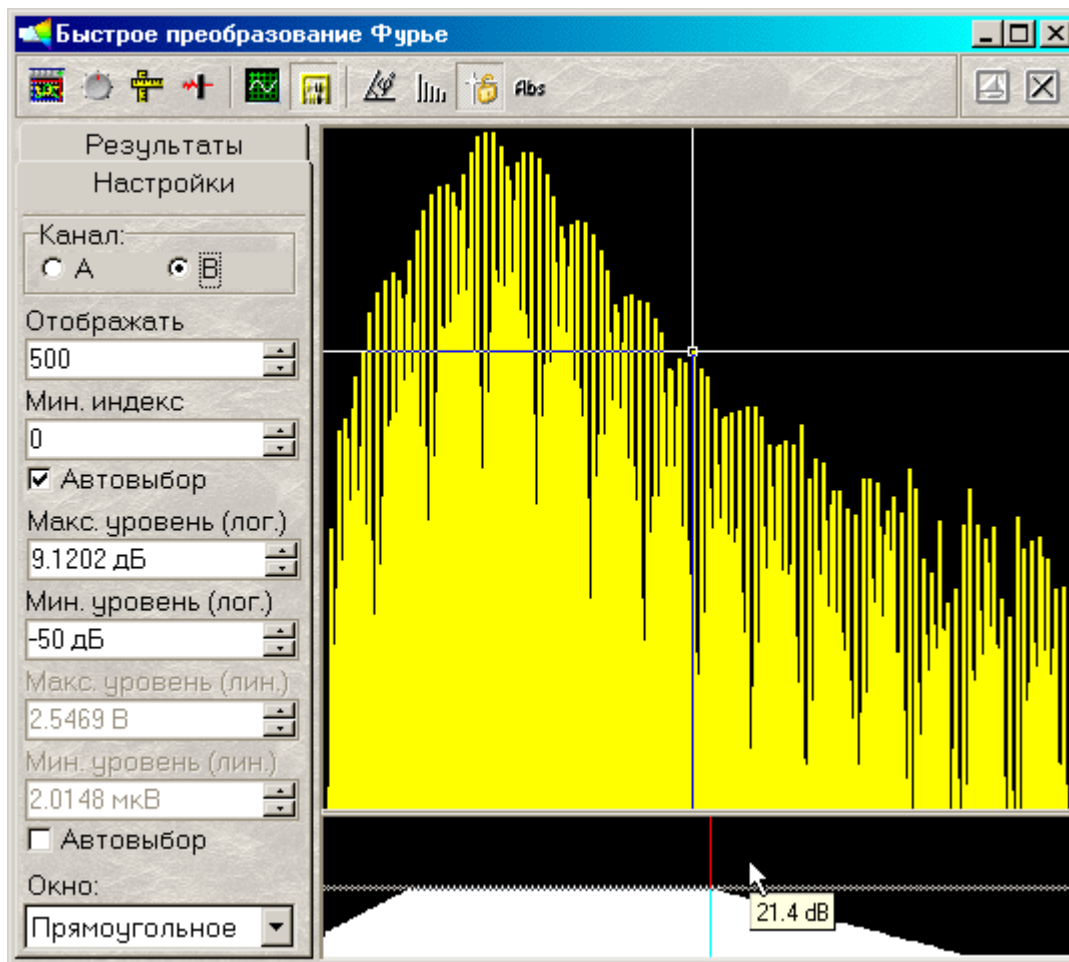 Быстрое преобразование Фурье
Abs
Результаты
Настройки
Канал:
A B
Отображать
500
Мин. индекс
0
Автовыбор
Макс. уровень (лог.)
9.1202 дБ
Мин. уровень (лог.)
-50 дБ
Макс. уровень (лин.)
2.5469 В
Мин. уровень (лин.)
2.0148 мкВ
Автовыбор
Окно:
Прямоугольное
21.4 dB